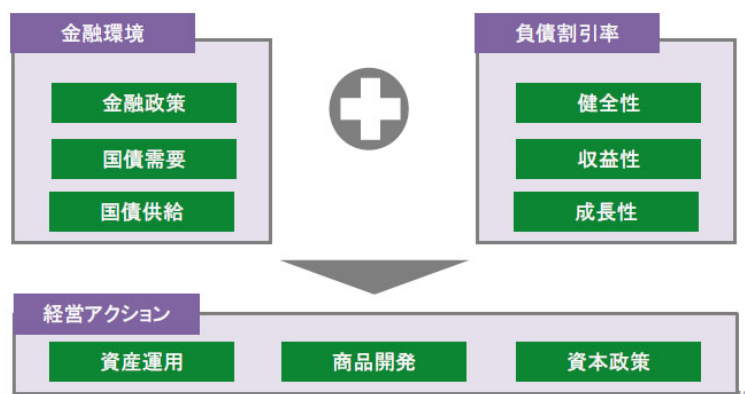 金融環境
金融政策
国債需要
国債供給
負債割引率
健全性
収益性
成長性
経営アクション
資産運用
商品開発
資本政策